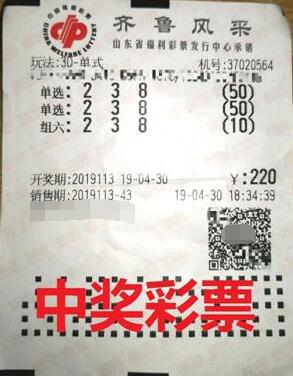 中国福利彩票
CHINA WELFARE LOTTERY
齐鲁风采
山东省福利彩票发行中心承销
玩法:3D-单式 机号:37020564
单选: 2 3 8 (50)
单选: 2 3 8 (50)
组六: 2 3 8 (10)
开奖期:2019113 19-04-30 ¥:220
销售期:2019113-43 19-04-30 18:34:39
中奖彩票